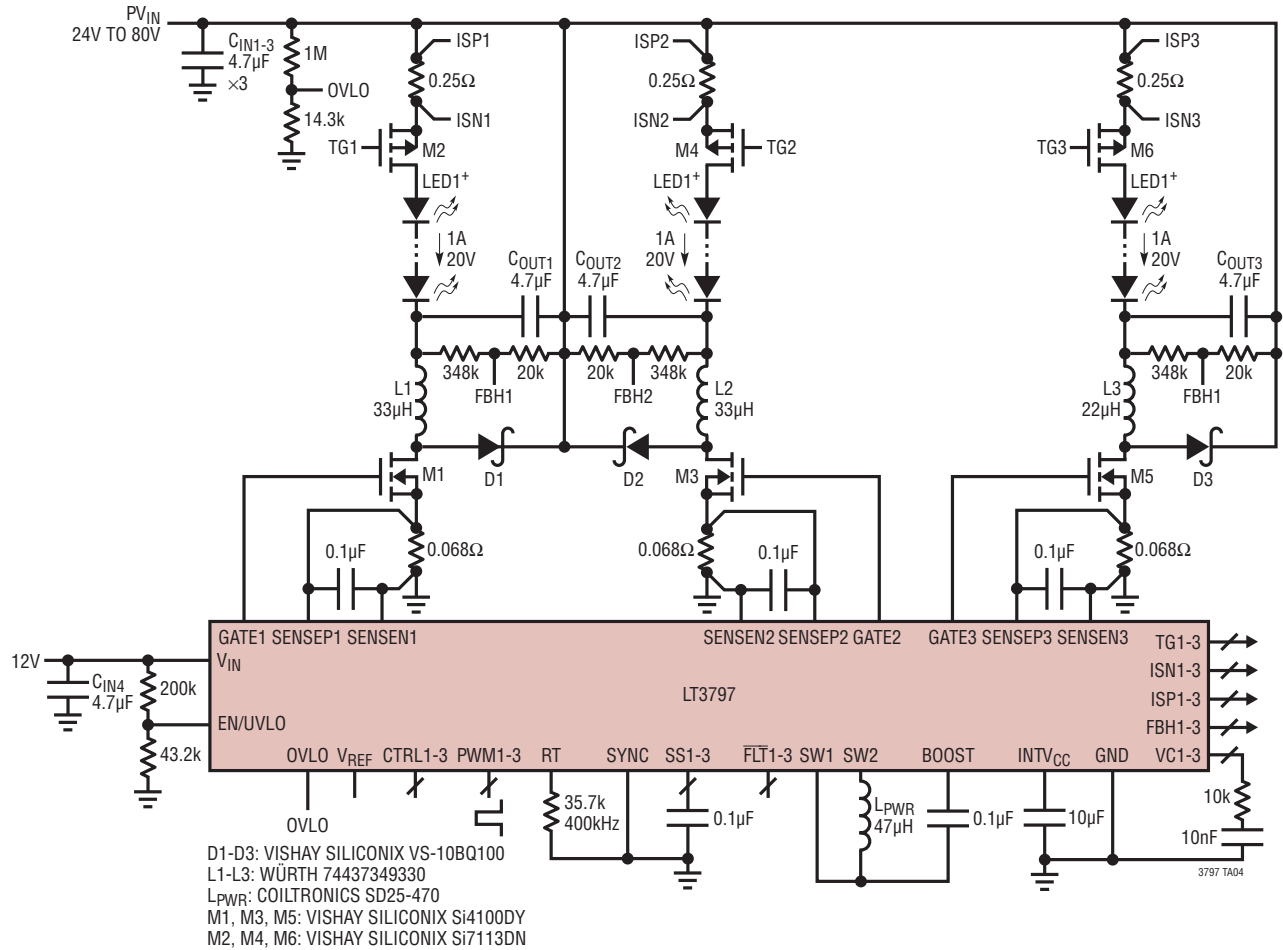 PVIN
24V TO 80V
CIN1-3
4.7µF
×3
1M
OVLO
14.3k
ISP1
0.25Ω
ISN1
TG1
M2
LED1+
1A
20V
ISP2
0.25Ω
ISN2
M4
TG2
LED1+
1A
20V
ISP3
0.25Ω
ISN3
TG3
M6
LED1+
1A
20V
COUT1
4.7µF
COUT2
4.7µF
COUT3
4.7µF
348k
20k
20k
348k
348k
20k
FBH1
FBH2
FBH1
L1
33µH
L2
33µH
L3
22µH
D1
D2
D3
M1
M3
M5
0.1µF
0.068Ω
0.068Ω
0.1µF
0.1µF
0.068Ω
GATE1 SENSEP1 SENSEN1
SENSEN2 SENSEP2 GATE2
GATE3 SENSEP3 SENSEN3
12V
VIN
CIN4
4.7µF
200k
EN/UVLO
43.2k
LT3797
TG1-3
ISN1-3
ISP1-3
FBH1-3
VC1-3
OVLO VREF CTRL1-3 PWM1-3 RT SYNC SS1-3 FLT1-3 SW1 SW2 BOOST INTVCC GND
OVLO
35.7k
400kHz
0.1µF
LPWR
47µH
0.1µF
10µF
10k
10nF
3797 TA04
D1-D3: VISHAY SILICONIX VS-10BQ100
L1-L3: WÜRTH 74437349330
LPWR: COILTRONICS SD25-470
M1, M3, M5: VISHAY SILICONIX Si4100DY
M2, M4, M6: VISHAY SILICONIX Si7113DN